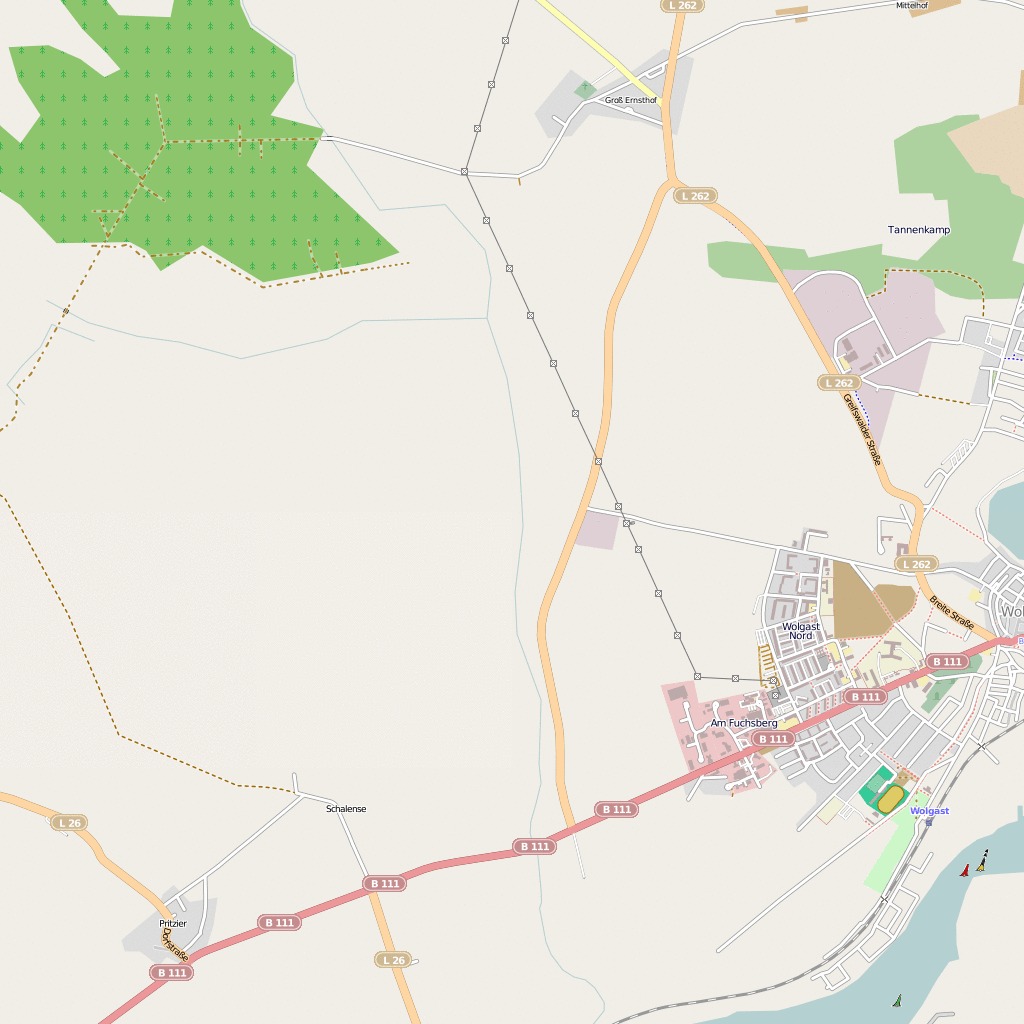 L 262
Mittelhof
Groß Ernsthof
L 262
Tannenkamp
L 262
Greifswalder Straße
L 262
Breite Straße
Wol
Wolgast
Nord
B 111
B 111
Am Fuchsberg
B 111
B 111
Wolgast
Schalense
L 26
B 111
B 111
Pritzier
B 111
Dorfstraße
L 26
B 111